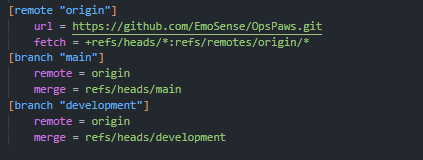 [remote "origin"]
url = https://github.com/EmoSense/OpsPaws.git
fetch = +refs/heads/*:refs/remotes/origin/*
[branch "main"]
remote = origin
merge = refs/heads/main
[branch "development"]
remote = origin
merge = refs/heads/development